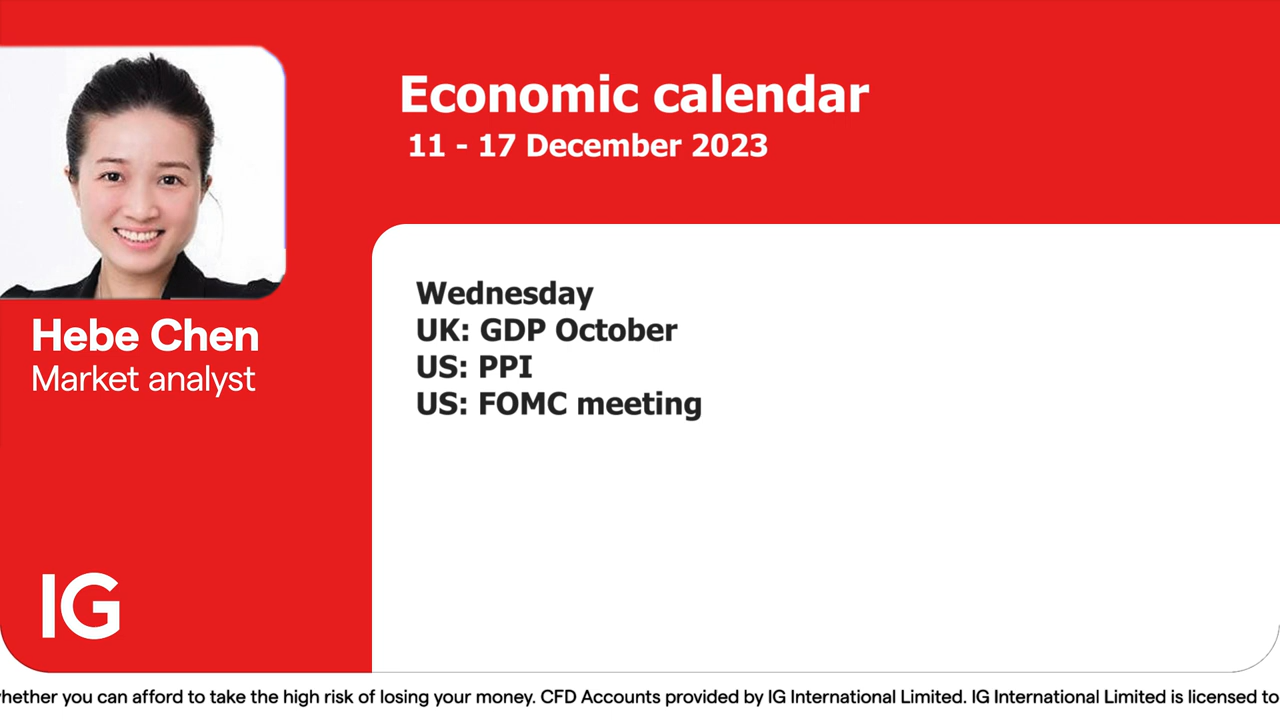 Economic calendar
11 - 17 December 2023
Hebe Chen
Market analyst
Wednesday
UK: GDP October
US: PPI
US: FOMC meeting
IG
you can afford to take the high risk of losing your money. CFD Accounts provided by IG International Limited. IG International Limited is licensed to